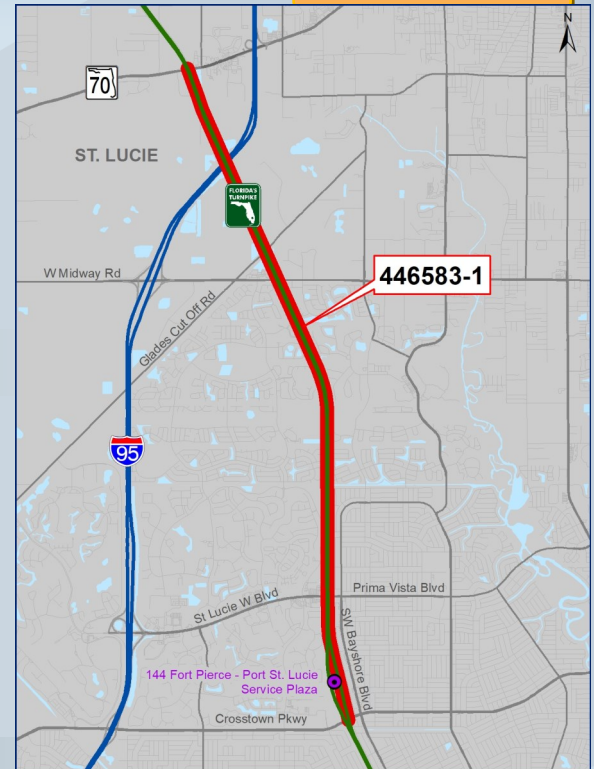 N
70
ST. LUCIE
FLORIDA'S
TURNPIKE
W Midway Rd
446583-1
Glades Cut Off Rd
95
Prima Vista Blvd
St Lucie W Blvd
SW Bayshore Blvd
144 Fort Pierce - Port St. Lucie
Service Plaza
Crosstown Pkwy